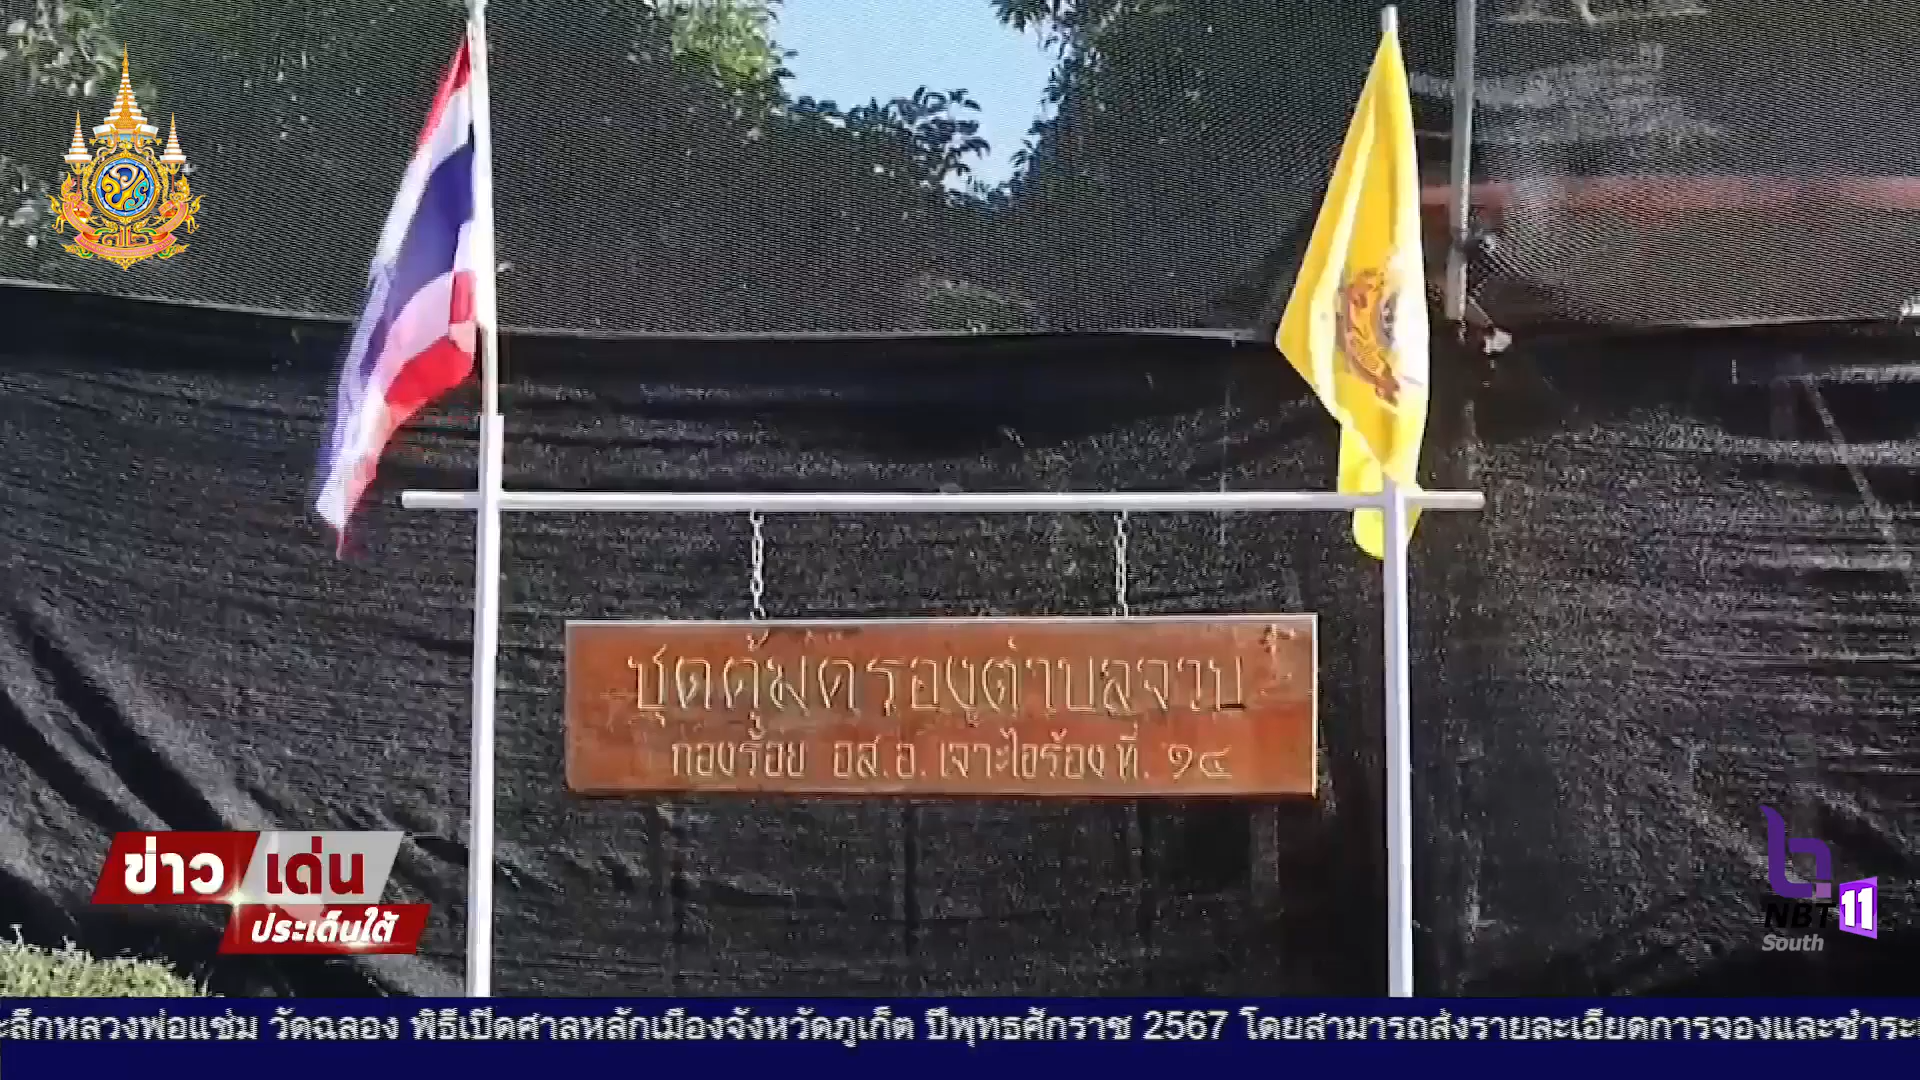 ชุดคุ้มครองตำบลจวบ
กองร้อย อส.อ. เจาะไอร้อง ที่. ๑๔
ข่าวเด่น
ประเด็นใต้
NBT 11
South
ะลึกหลวงพ่อแช่ม วัดฉลอง พิธีเปิดศาลหลักเมืองจังหวัดภูเก็ต ปีพุทธศักราช 2567 โดยสามารถส่งรายละเอียดการจองและชำระ